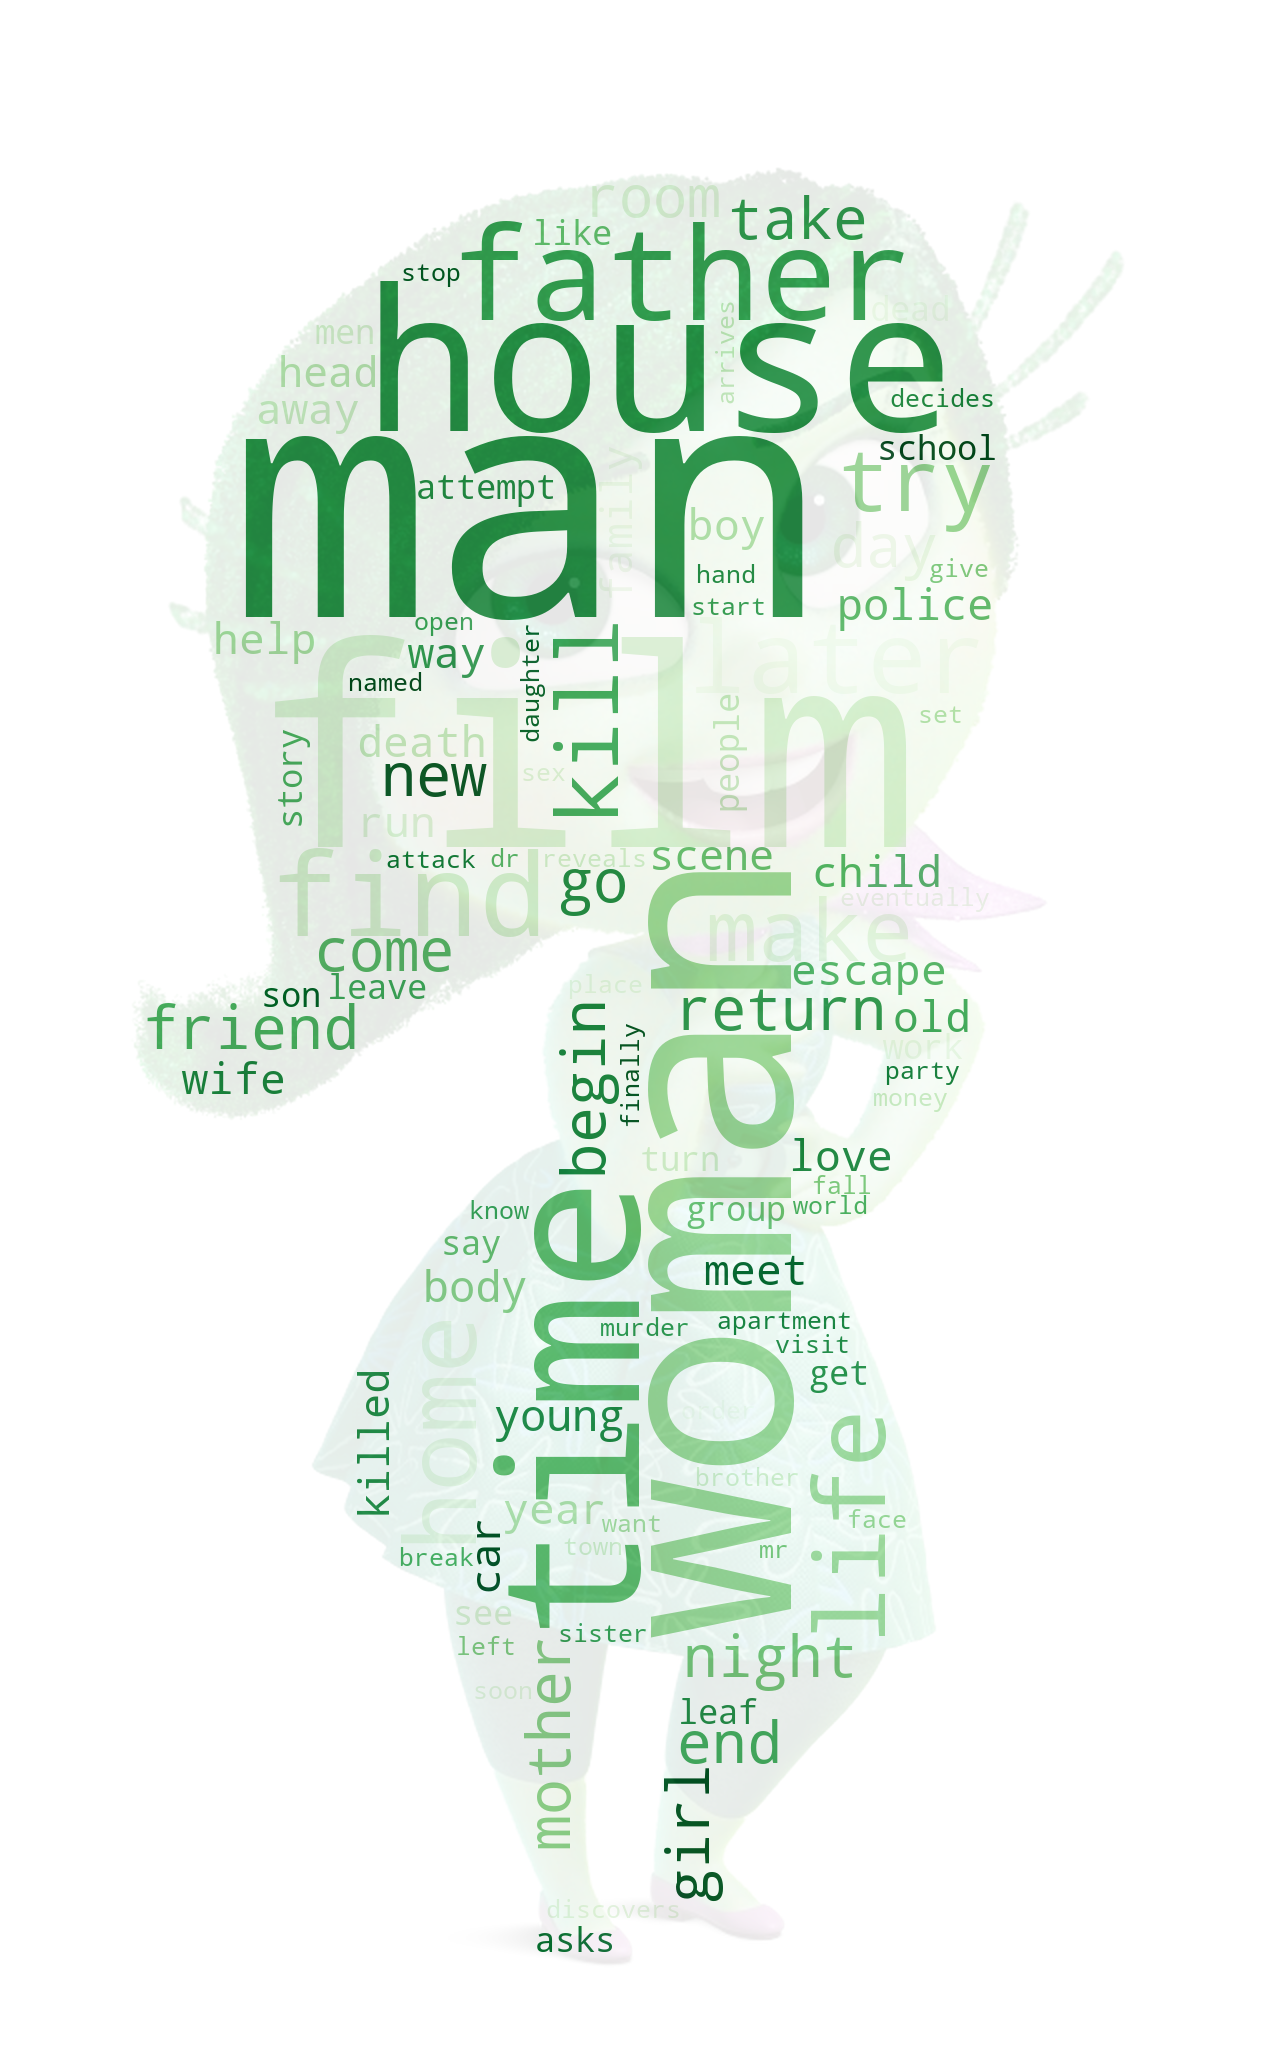 room
take
like
father
stop
arrives
dead
men
house
head
decides
away
man
school
attempt
try
family
boy
day
hand
give
start
police
open
help
later
way
daughter
kill
named
film
people
set
story
death
new
sex
run
scene
attack
dr
reveals
find
go
child
eventually
make
come
escape
son
leave
place
return
friend
old
begin
finally
work
wife
party
money
woman
turn
love
fall
world
know
time
group
say
meet
body
home
murder
apartment
visit
get
killed
young
order
life
brother
year
want
face
town
mr
break
car
see
sister
left
mother
night
soon
leaf
end
girl
discovers
asks